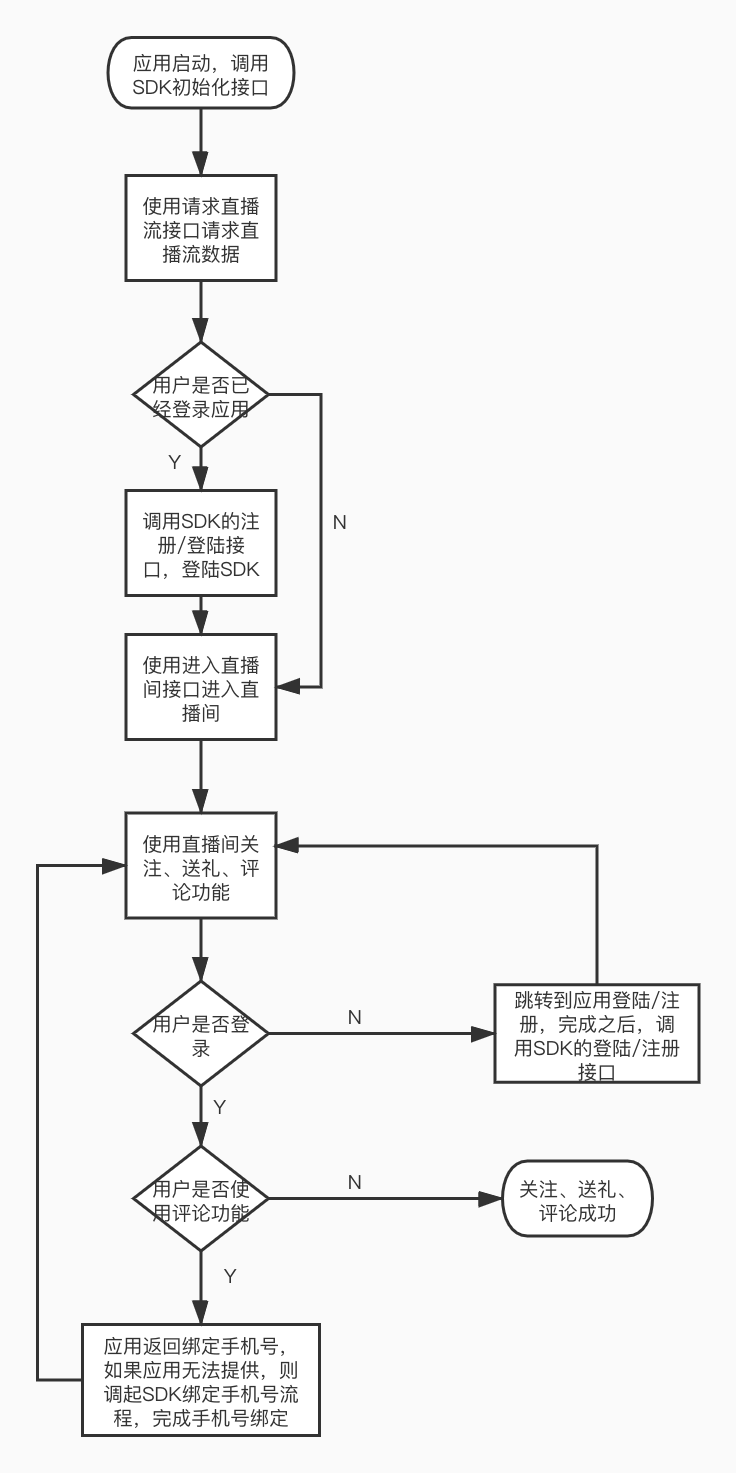 应用启动，调用
SDK初始化接口
使用请求直播
流接口请求直
播流数据
用户是否已
经登录应用
Y
N
调用SDK的注
册/登陆接
口，登陆SDK
使用进入直播
间接口进入直
播间
使用直播间关
注、送礼、评
论功能
用户是否登
录
N
跳转到应用登陆/注
册，完成之后，调
用SDK的登陆/注册
接口
Y
用户是否使
用评论功能
N
关注、送礼、
评论成功
Y
应用返回绑定手机号，
如果应用无法提供，则
调起SDK绑定手机号流
程，完成手机号绑定